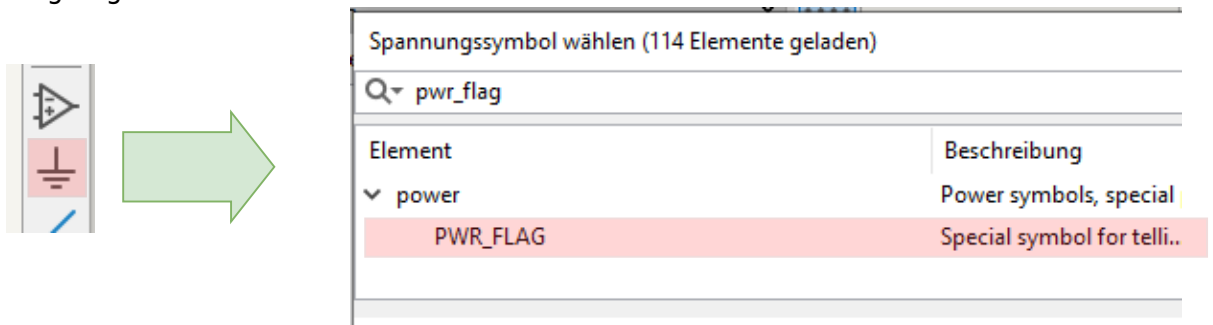 Spannungssymbol wählen (114 Elemente geladen)
pwr_flag
Element Beschreibung
power Power symbols, special
PWR_FLAG Special symbol for telli..